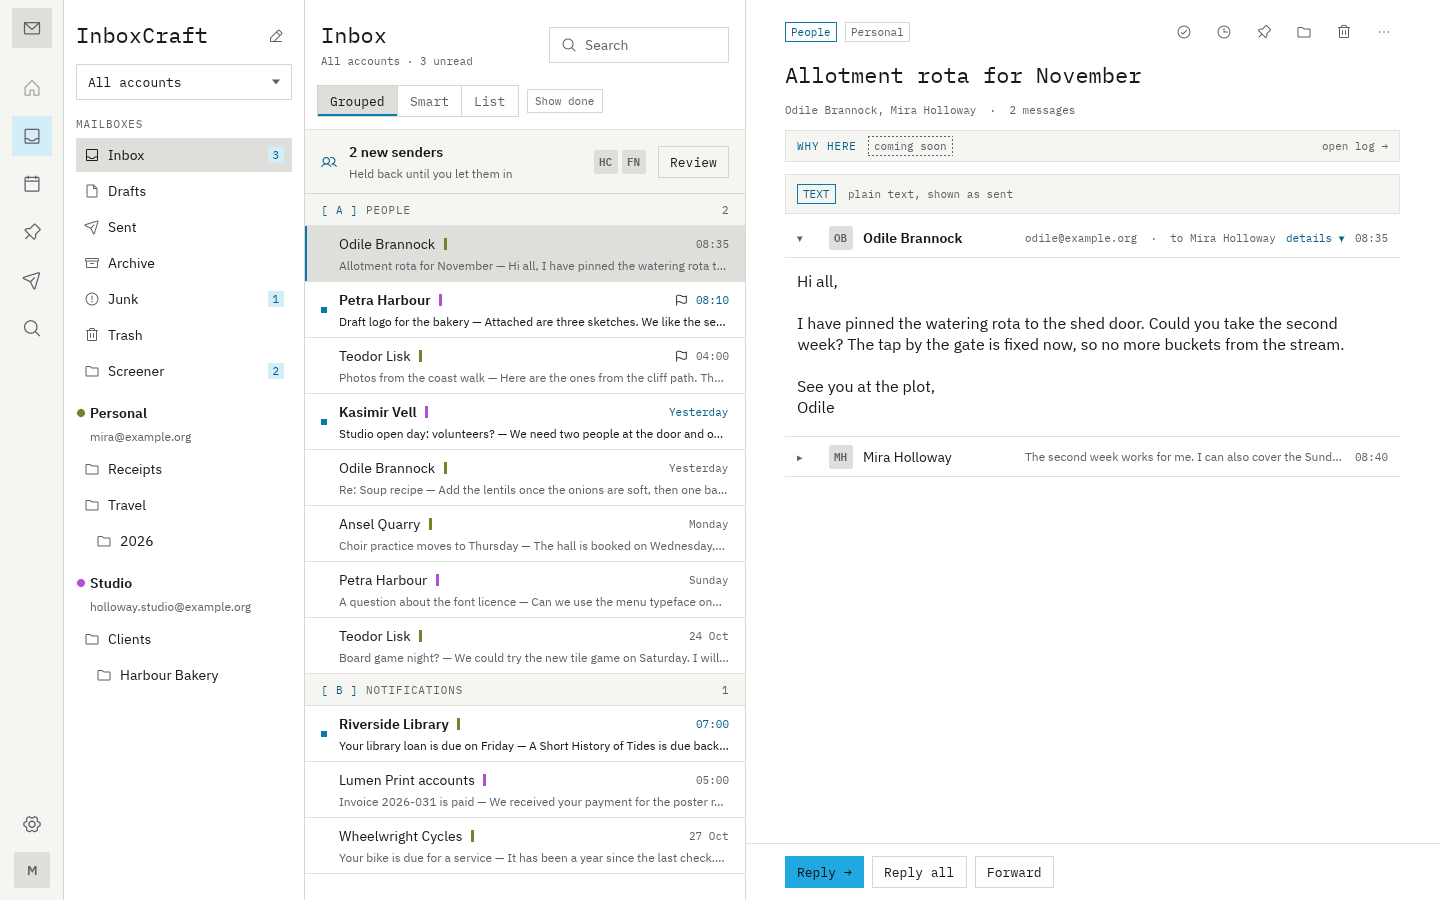 InboxCraft
All accounts
MAILBOXES
Inbox 3
Drafts
Sent
Archive
Junk 1
Trash
Screener 2
Personal
mira@example.org
Receipts
Travel
2026
Studio
holloway.studio@example.org
Clients
Harbour Bakery
M
Inbox
All accounts · 3 unread
Search
Grouped Smart List Show done
2 new senders
Held back until you let them in
HC FN Review
[ A ] PEOPLE 2
Odile Brannock 08:35
Allotment rota for November — Hi all, I have pinned the watering rota t…
Petra Harbour 08:10
Draft logo for the bakery — Attached are three sketches. We like the se…
Teodor Lisk 04:00
Photos from the coast walk — Here are the ones from the cliff path. Th…
Kasimir Vell Yesterday
Studio open day: volunteers? — We need two people at the door and o…
Odile Brannock Yesterday
Re: Soup recipe — Add the lentils once the onions are soft, then one ba…
Ansel Quarry Monday
Choir practice moves to Thursday — The hall is booked on Wednesday,…
Petra Harbour Sunday
A question about the font licence — Can we use the menu typeface on…
Teodor Lisk 24 Oct
Board game night? — We could try the new tile game on Saturday. I will…
[ B ] NOTIFICATIONS 1
Riverside Library 07:00
Your library loan is due on Friday — A Short History of Tides is due back…
Lumen Print accounts 05:00
Invoice 2026-031 is paid — We received your payment for the poster r…
Wheelwright Cycles 27 Oct
Your bike is due for a service — It has been a year since the last check.…
People Personal
Allotment rota for November
Odile Brannock, Mira Holloway · 2 messages
WHY HERE coming soon open log →
TEXT plain text, shown as sent
▾ OB Odile Brannock odile@example.org · to Mira Holloway details ▾ 08:35
Hi all,
I have pinned the watering rota to the shed door. Could you take the second
week? The tap by the gate is fixed now, so no more buckets from the stream.
See you at the plot,
Odile
▸ MH Mira Holloway The second week works for me. I can also cover the Sund… 08:40
Reply → Reply all Forward